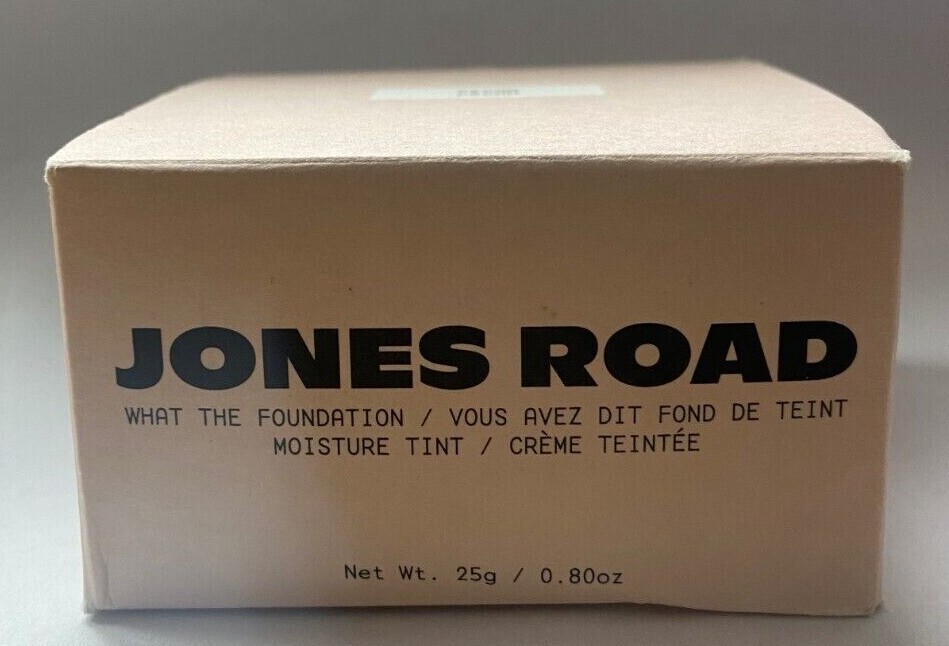 JONES ROAD
WHAT THE FOUNDATION / VOUS AVEZ DIT FOND DE TEINT
MOISTURE TINT / CRÈME TEINTÉE
Net Wt. 25g / 0.80oz